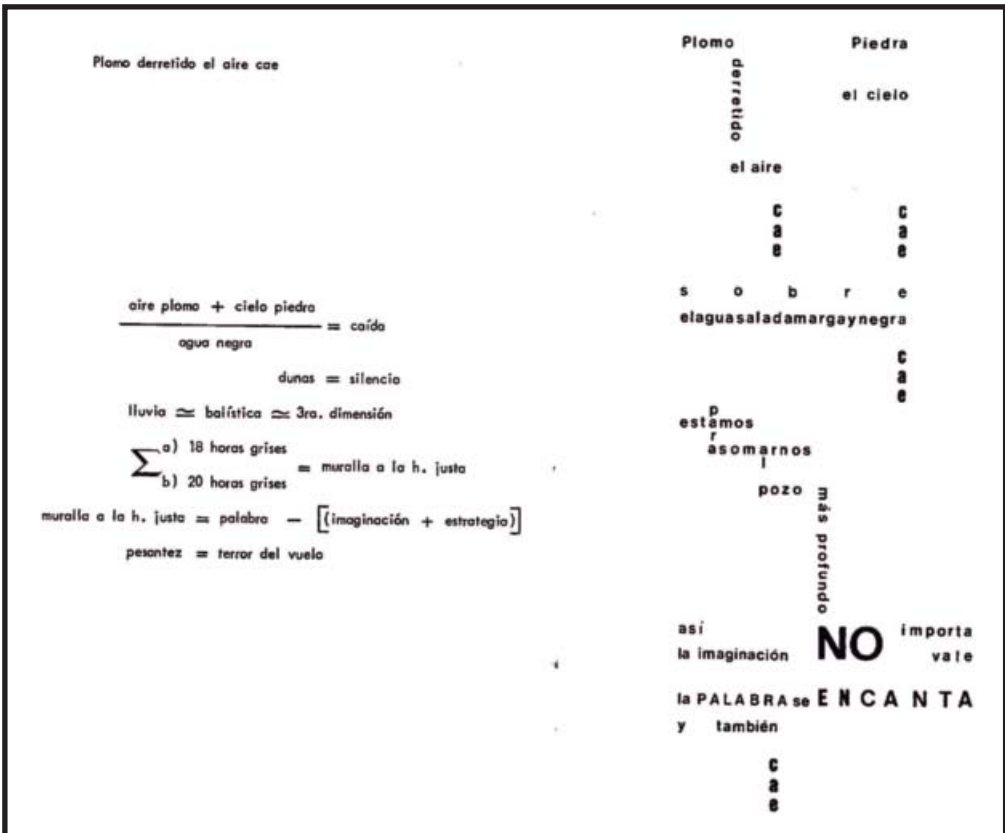 Plomo derretido el aire cae
aire plomo + cielo piedra
agua negra
= caída
dunas = silencio
lluvia ≃ balística ≃ 3ra. dimensión
∑ a) 18 horas grises
b) 20 horas grises
= muralla a la h. justa
muralla a la h. justa = palabra − [(imaginación + estrategia)]
pesantez = terror del vuelo
Plomo Piedra
derretido
el cielo
el aire
cae cae
sobre
elaguasaladamargaynegra
cae
estamos
para
asomarnos
al
pozo
más profundo
así NO importa
la imaginación vale
la PALABRA se ENCANTA
y también
cae